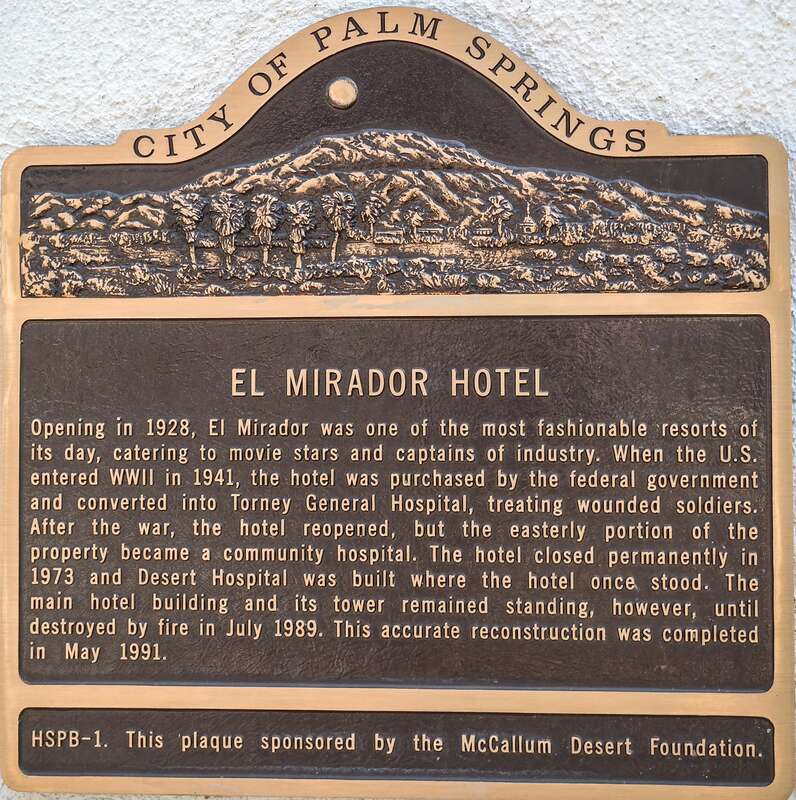 CITY OF PALM SPRINGS
EL MIRADOR HOTEL
Opening in 1928, El Mirador was one of the most fashionable resorts of
its day, catering to movie stars and captains of industry. When the U.S.
entered WWII in 1941, the hotel was purchased by the federal government
and converted into Torney General Hospital, treating wounded soldiers.
After the war, the hotel reopened, but the easterly portion of the
property became a community hospital. The hotel closed permanently in
1973 and Desert Hospital was built where the hotel once stood. The
main hotel building and its tower remained standing, however, until
destroyed by fire in July 1989. This accurate reconstruction was completed
in May 1991.
HSPB-1. This plaque sponsored by the McCallum Desert Foundation.